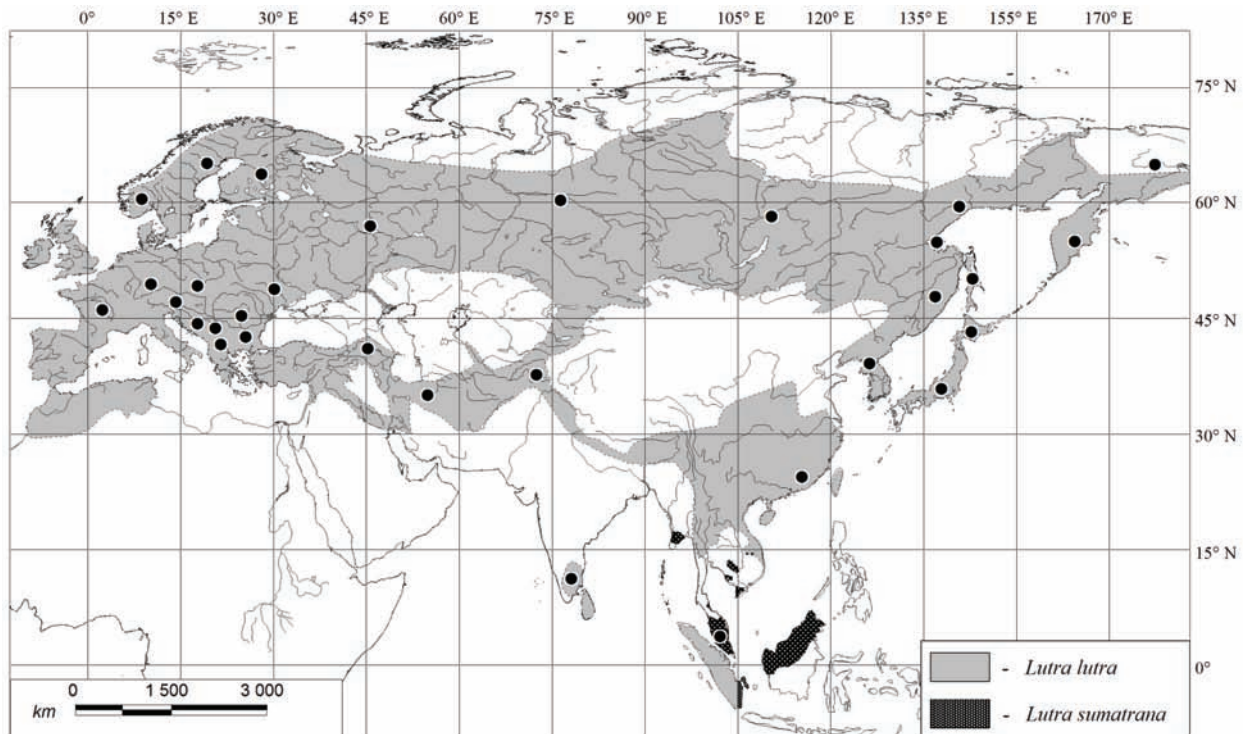 0° 15° E 30° E 45° E 60° E 75° E 90° E 105° E 120° E 135° E 155° E 170° E
75° N
60° N
45° N
30° N
15° N
0°
0 1 500 3 000
km
- Lutra lutra
- Lutra sumatrana